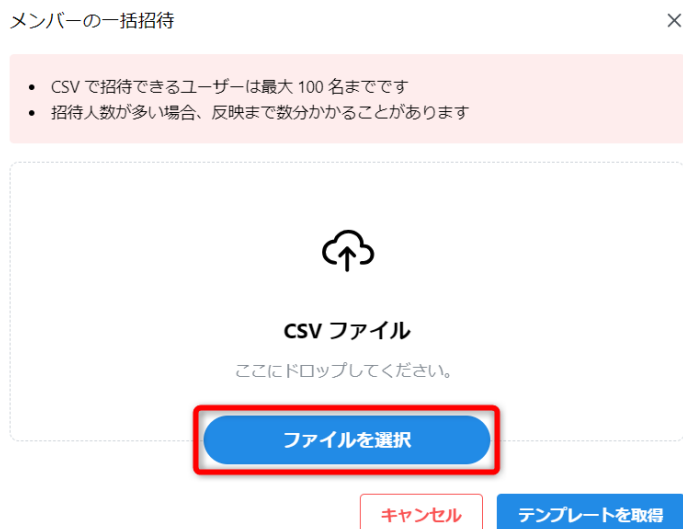 メンバーの一括招待
• CSV で招待できるユーザーは最大 100 名までです
• 招待人数が多い場合、反映まで数分かかることがあります
CSV ファイル
ここにドロップしてください。
ファイルを選択
キャンセル
テンプレートを取得